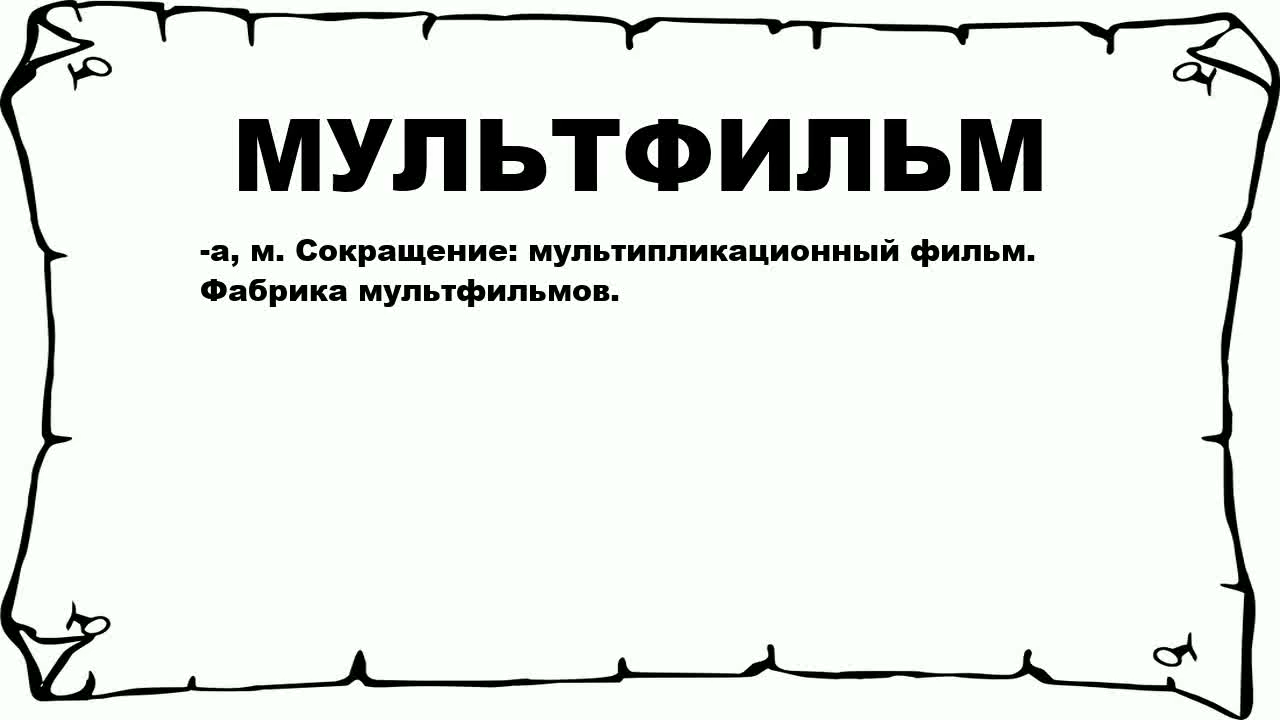 МУЛЬТФИЛЬМ
-а, м. Сокращение: мультипликационный фильм.
Фабрика мультфильмов.